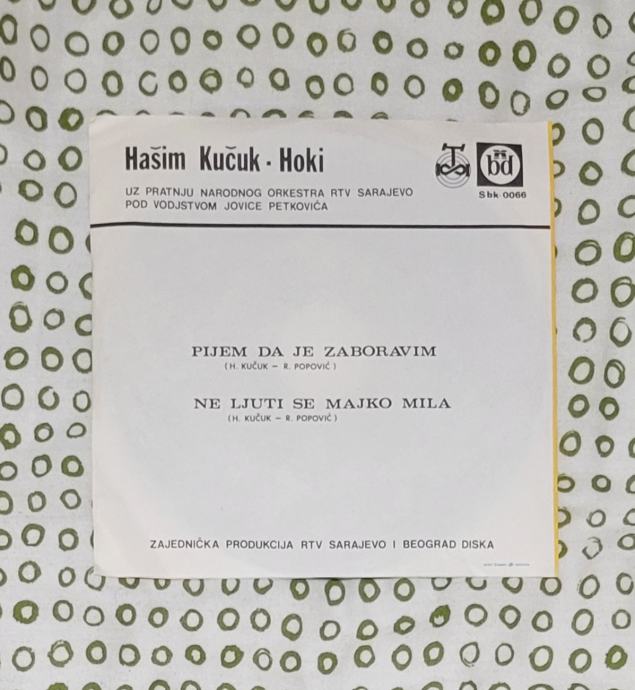 Hašim Kučuk · Hoki
UZ PRATNJU NARODNOG ORKESTRA RTV SARAJEVO
POD VODJSTVOM JOVICE PETKOVIĆA
bd
Sbk 0066
PIJEM DA JE ZABORAVIM
(H. KUČUK – R. POPOVIĆ)
NE LJUTI SE MAJKO MILA
(H. KUČUK – R. POPOVIĆ)
ZAJEDNIČKA PRODUKCIJA RTV SARAJEVO I BEOGRAD DISKA